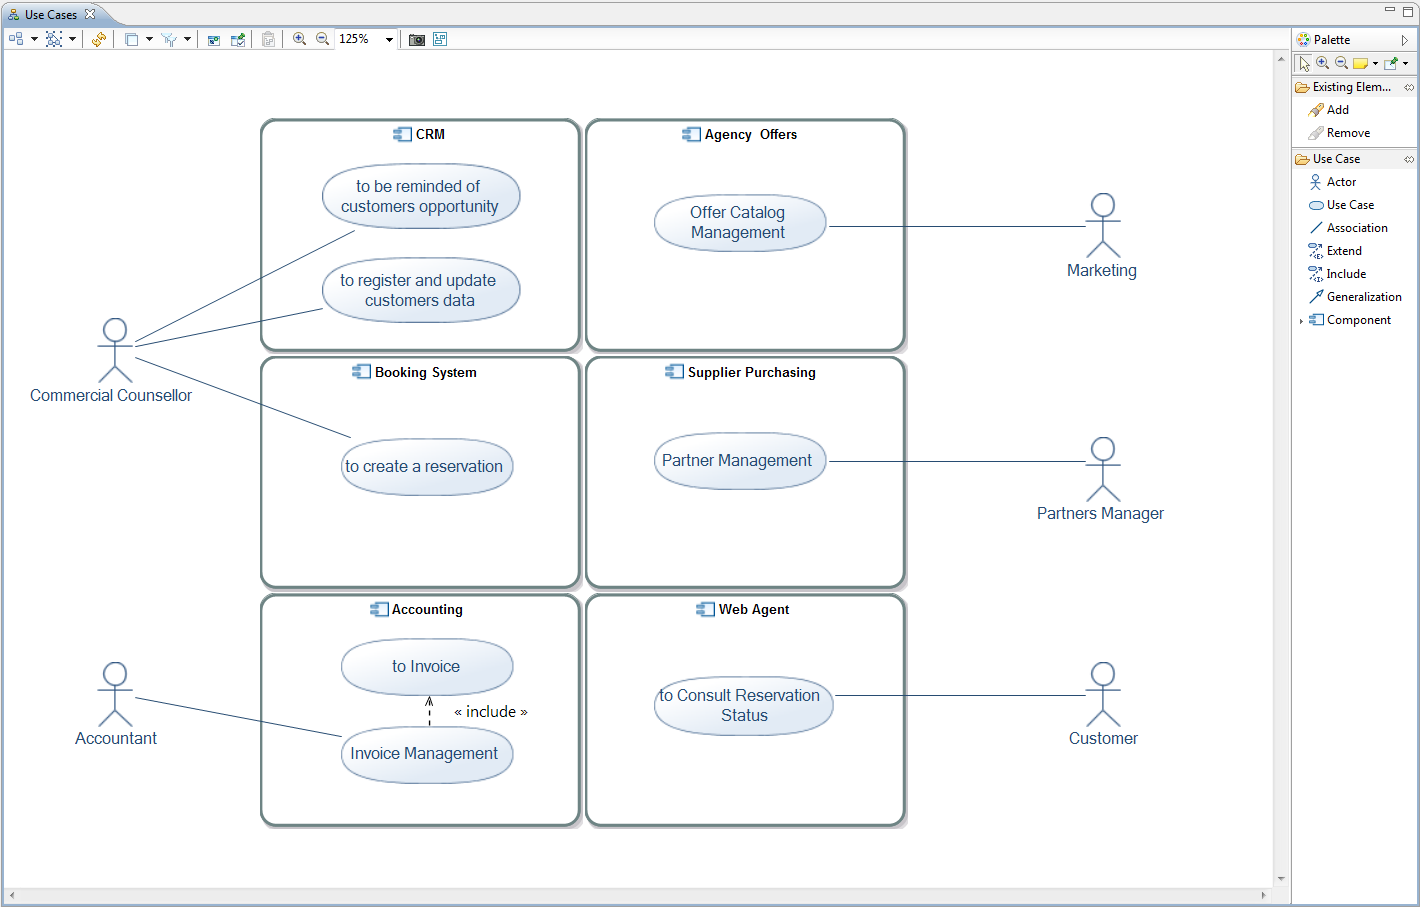 Use Cases
125%
Palette
Existing Elem...
Add
Remove
Use Case
Actor
Use Case
Association
Extend
Include
Generalization
Component
CRM
to be reminded of
customers opportunity
to register and update
customers data
Agency Offers
Offer Catalog
Management
Marketing
Commercial Counsellor
Booking System
to create a reservation
Supplier Purchasing
Partner Management
Partners Manager
Accounting
to Invoice
« include »
Invoice Management
Accountant
Web Agent
to Consult Reservation
Status
Customer